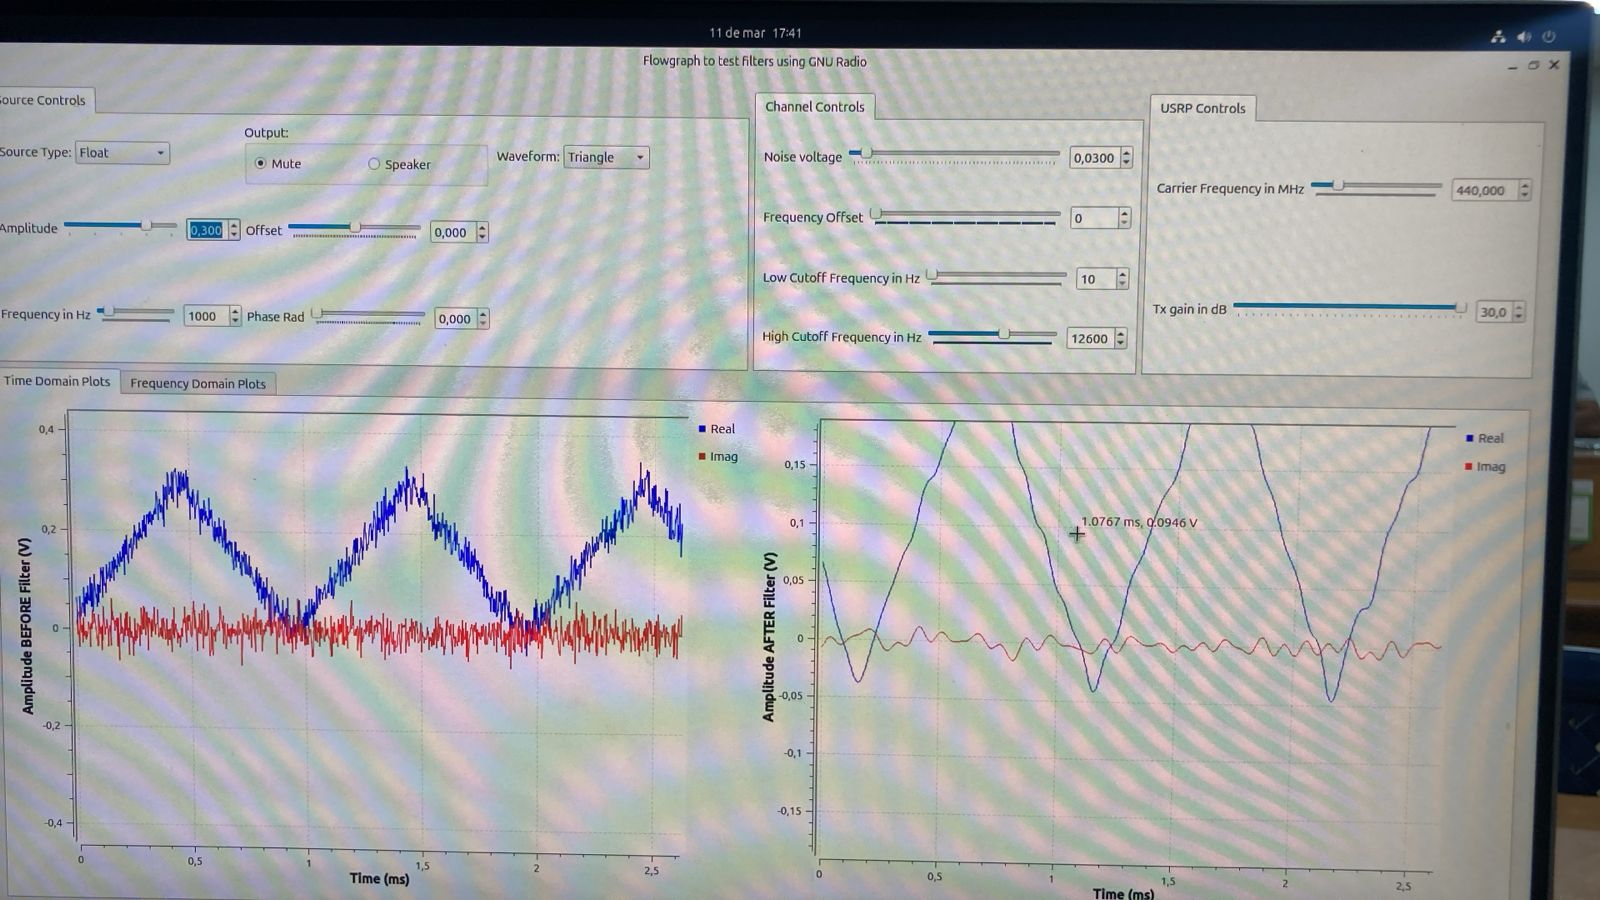 11 de mar 17:41
Flowgraph to test filters using GNU Radio
Source Controls
Channel Controls
USRP Controls
Output:
Source Type: Float
Mute
Speaker
Waveform: Triangle
Noise voltage
0,0300
Carrier Frequency in MHz
440,000
Amplitude
0,300
Offset
0,000
Frequency Offset
0
Low Cutoff Frequency in Hz
10
Frequency in Hz
1000
Phase Rad
0,000
Tx gain in dB
30,0
High Cutoff Frequency in Hz
12600
Time Domain Plots
Frequency Domain Plots
Amplitude BEFORE Filter (V)
0,4
0,2
0
-0,2
-0,4
Real
Imag
0
0,5
1
1,5
2
2,5
Time (ms)
Amplitude AFTER Filter (V)
0,15
0,1
0,05
0
-0,05
-0,1
-0,15
1.0767 ms, 0.0946 V
Real
Imag
0
0,5
1
1,5
2
2,5
Time (ms)